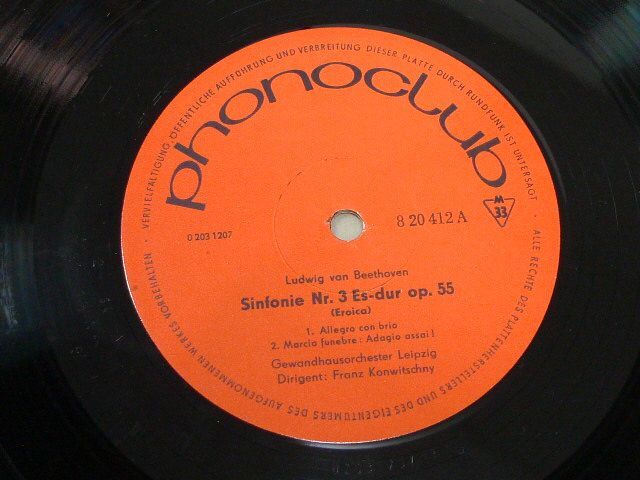 phonoclub
VERVIELFÄLTIGUNG, ÖFFENTLICHE AUFFÜHRUNG UND VERBREITUNG DIESER PLATTE DURCH RUNDFUNK IST UNTERSAGT · ALLE RECHTE DES PLATTENHERSTELLERS UND DES EIGENTÜMERS DES AUFGENOMMENEN WERKES VORBEHALTEN ·
M
33
8 20 412 A
0 203 1207
Ludwig van Beethoven
Sinfonie Nr. 3 Es-dur op. 55
(Eroica)
1. Allegro con brio
2. Marcia funebre: Adagio assai
Gewandhausorchester Leipzig
Dirigent: Franz Konwitschny